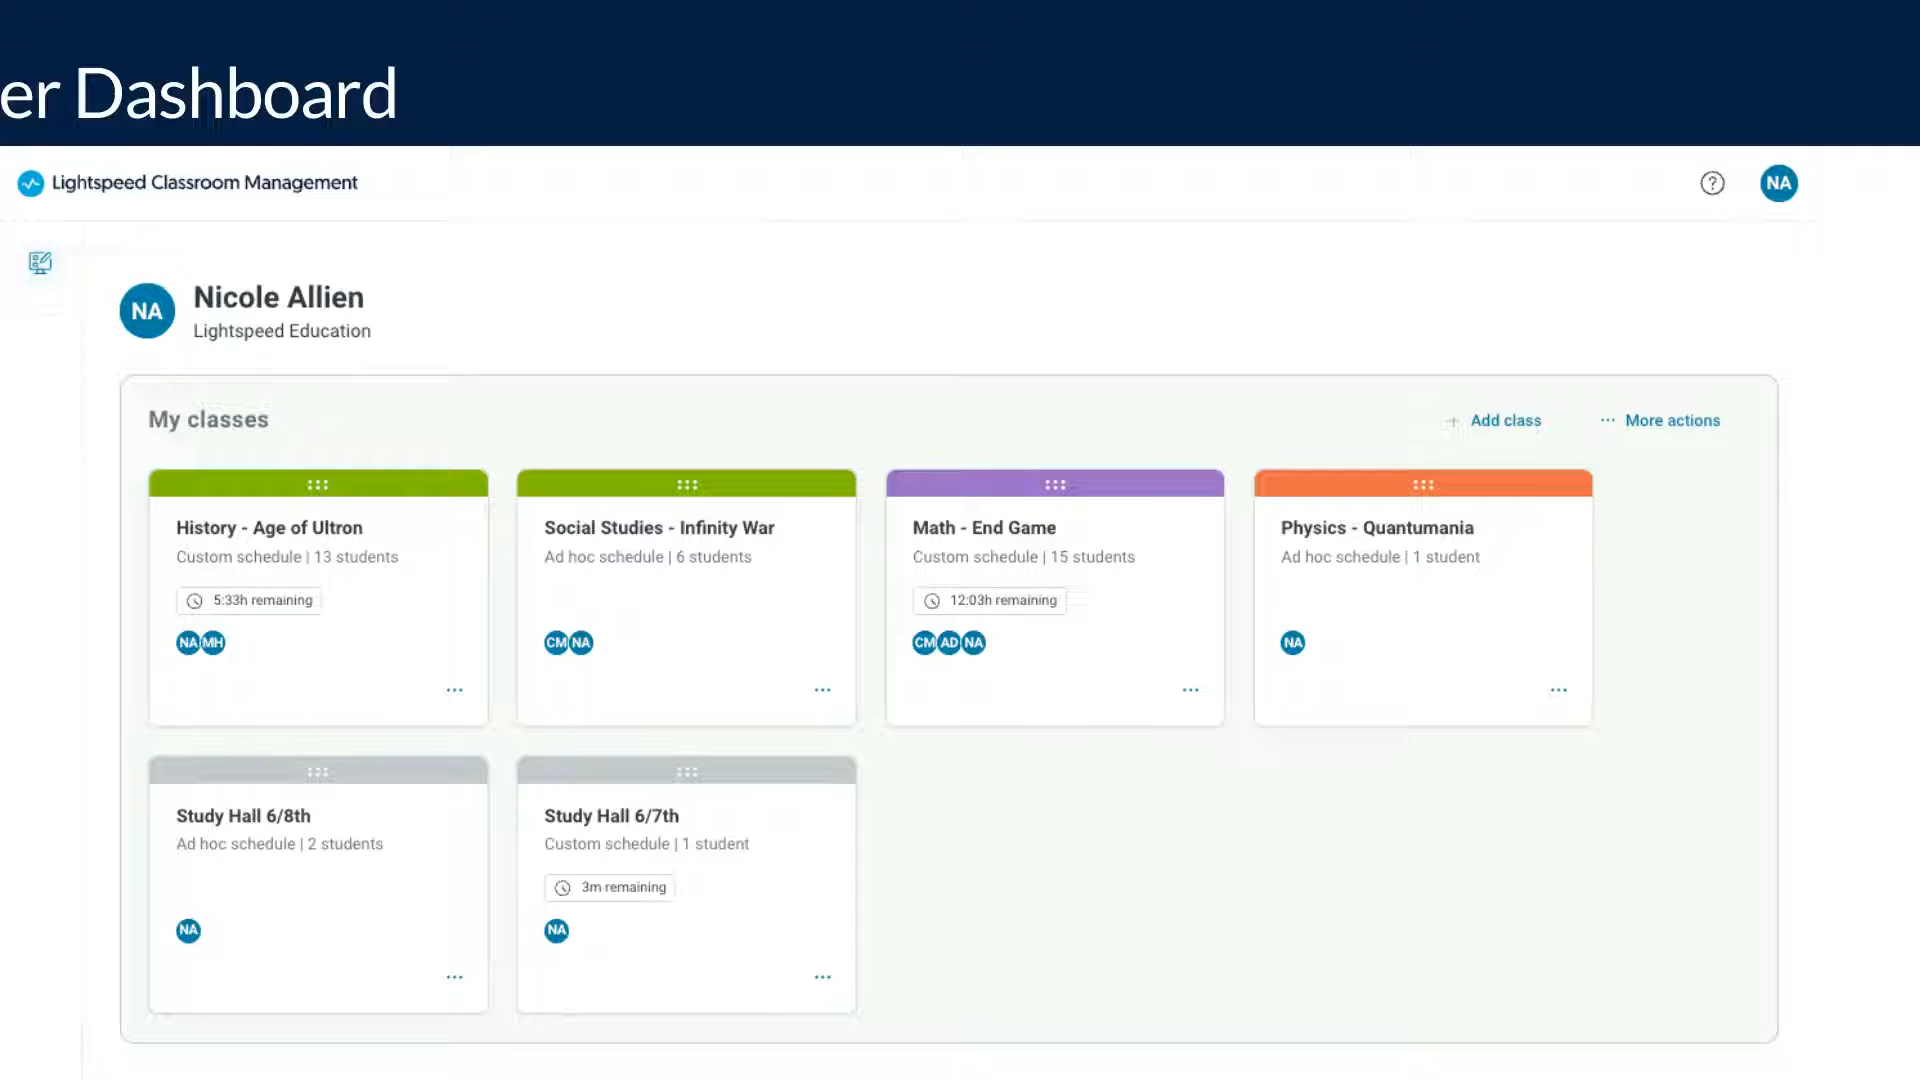 er Dashboard
Lightspeed Classroom Management
? NA
NA
Nicole Allien
Lightspeed Education
My classes
+ Add class
... More actions
History - Age of Ultron
Custom schedule | 13 students
5:33h remaining
NA MH
...
Social Studies - Infinity War
Ad hoc schedule | 6 students
CM NA
...
Math - End Game
Custom schedule | 15 students
12:03h remaining
CM AD NA
...
Physics - Quantumania
Ad hoc schedule | 1 student
NA
...
Study Hall 6/8th
Ad hoc schedule | 2 students
NA
...
Study Hall 6/7th
Custom schedule | 1 student
3m remaining
NA
...